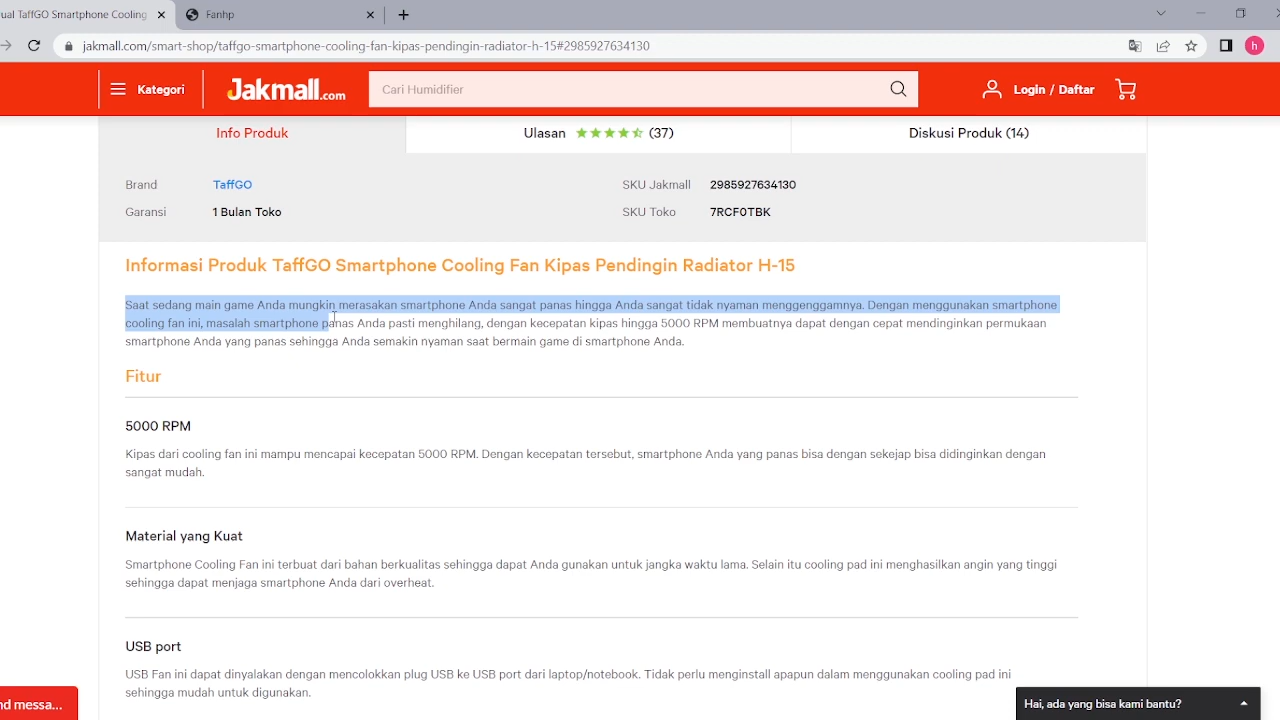 ual TaffGO Smartphone Cooling
Fanhp
jakmall.com/smart-shop/taffgo-smartphone-cooling-fan-kipas-pendingin-radiator-h-15#2985927634130
h
Kategori
Jakmall.com
Cari Humidifier
Login / Daftar
Info Produk
Ulasan (37)
Diskusi Produk (14)
Brand TaffGO SKU Jakmall 2985927634130
Garansi 1 Bulan Toko SKU Toko 7RCF0TBK
Informasi Produk TaffGO Smartphone Cooling Fan Kipas Pendingin Radiator H-15
Saat sedang main game Anda mungkin merasakan smartphone Anda sangat panas hingga Anda sangat tidak nyaman menggenggamnya. Dengan menggunakan smartphone
cooling fan ini, masalah smartphone panas Anda pasti menghilang, dengan kecepatan kipas hingga 5000 RPM membuatnya dapat dengan cepat mendinginkan permukaan
smartphone Anda yang panas sehingga Anda semakin nyaman saat bermain game di smartphone Anda.
Fitur
5000 RPM
Kipas dari cooling fan ini mampu mencapai kecepatan 5000 RPM. Dengan kecepatan tersebut, smartphone Anda yang panas bisa dengan sekejap bisa didinginkan dengan
sangat mudah.
Material yang Kuat
Smartphone Cooling Fan ini terbuat dari bahan berkualitas sehingga dapat Anda gunakan untuk jangka waktu lama. Selain itu cooling pad ini menghasilkan angin yang tinggi
sehingga dapat menjaga smartphone Anda dari overheat.
USB port
USB Fan ini dapat dinyalakan dengan mencolokkan plug USB ke USB port dari laptop/notebook. Tidak perlu menginstall apapun dalam menggunakan cooling pad ini
sehingga mudah untuk digunakan.
nd messa...
Hai, ada yang bisa kami bantu?